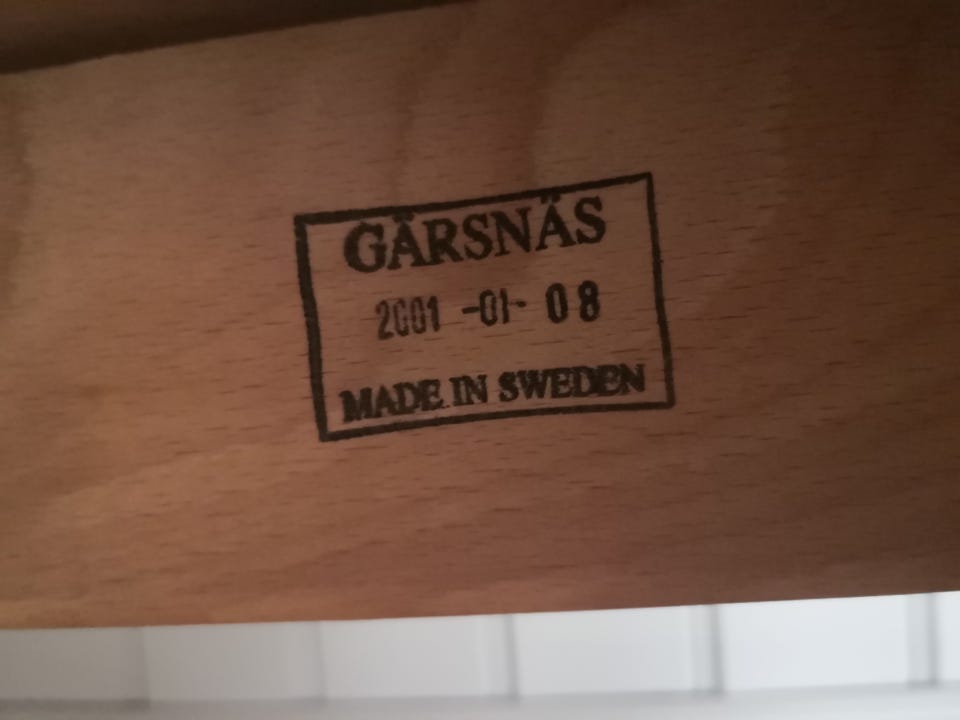 GÄRSNÄS
2001 -01- 08
MADE IN SWEDEN